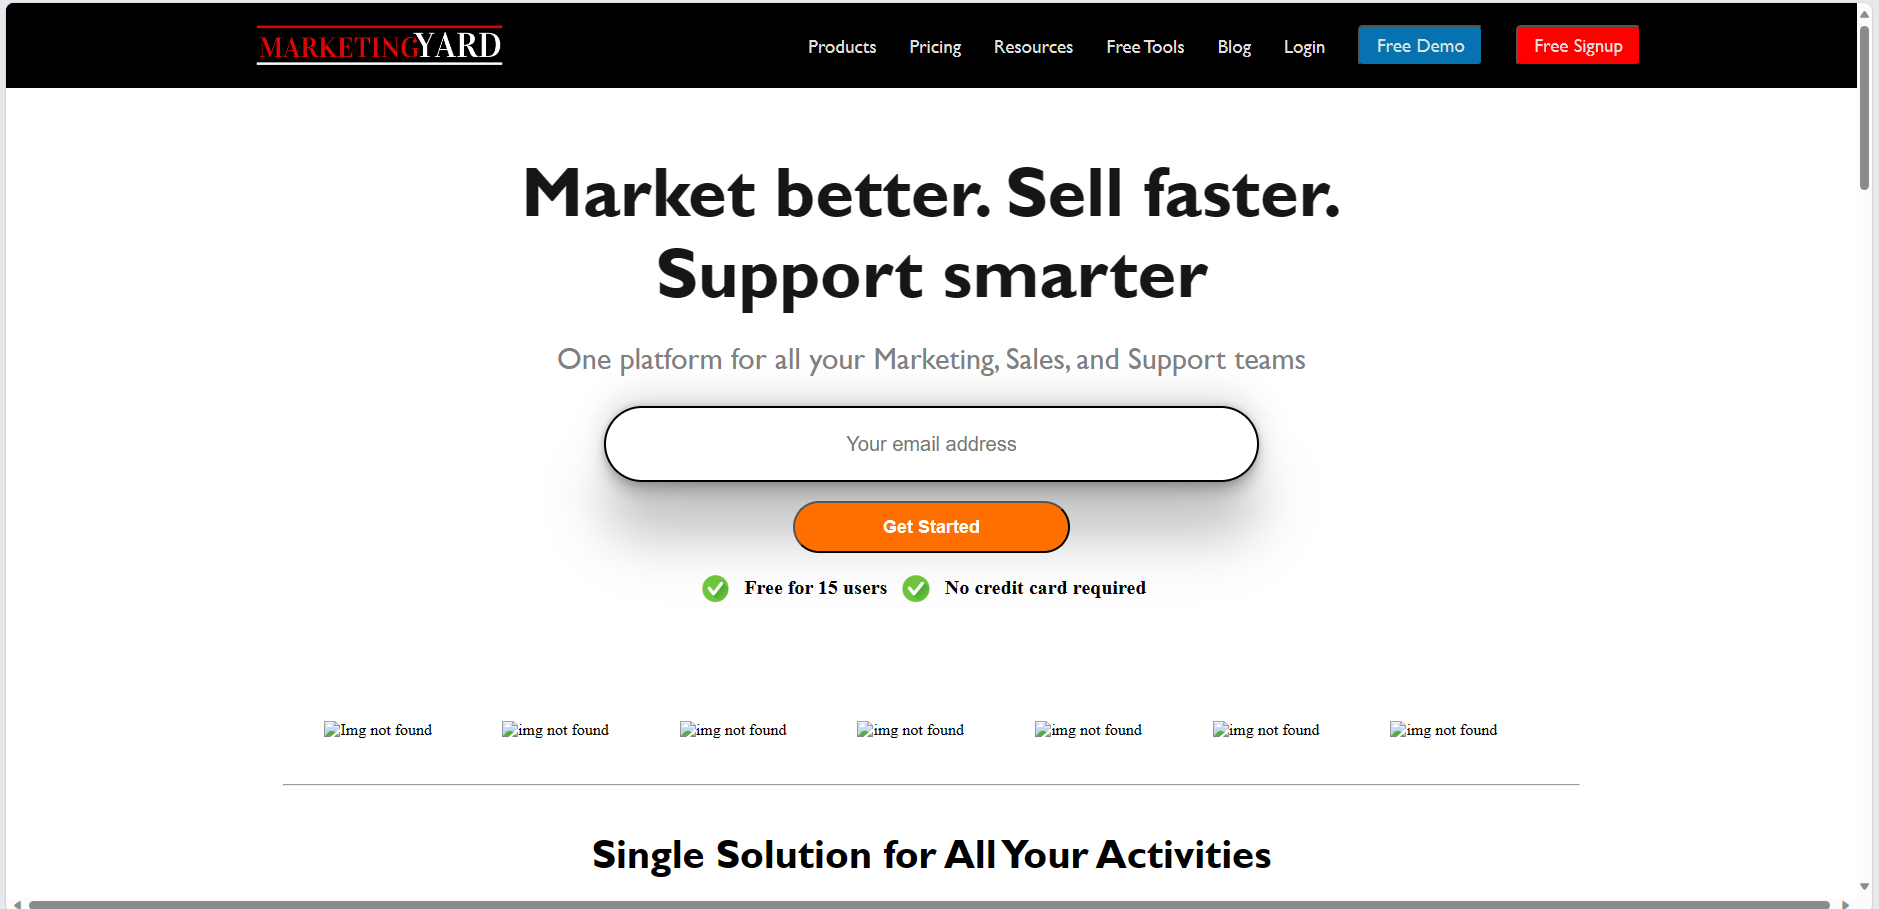 MARKETINGYARD
Products Pricing Resources Free Tools Blog Login Free Demo Free Signup
Market better. Sell faster.
Support smarter
One platform for all your Marketing, Sales, and Support teams
Your email address
Get Started
Free for 15 users No credit card required
Img not found img not found img not found img not found img not found img not found img not found
Single Solution for All Your Activities